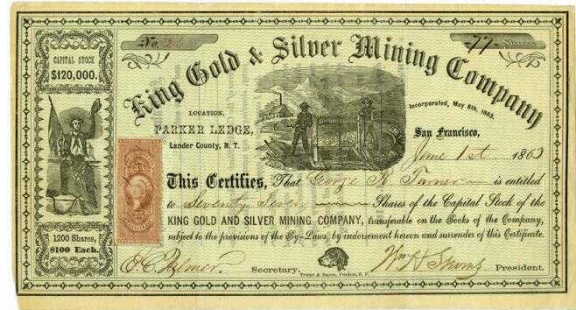 No. 26
77 Shares
CAPITAL STOCK
$120,000.
King Gold & Silver Mining Company
Incorporated, May 8th, 1863.
LOCATION,
PARKER LEDGE,
Lander County, N. T.
San Francisco,
June 1st 1863
This Certifies, That George R. Turner is entitled
to Seventy Seven Shares of the Capital Stock of the
KING GOLD AND SILVER MINING COMPANY, transferable on the Books of the Company,
subject to the provisions of the By-Laws, by indorsement hereon and surrender of this Certificate.
1200 Shares,
$100 Each.
Secretary.
President.